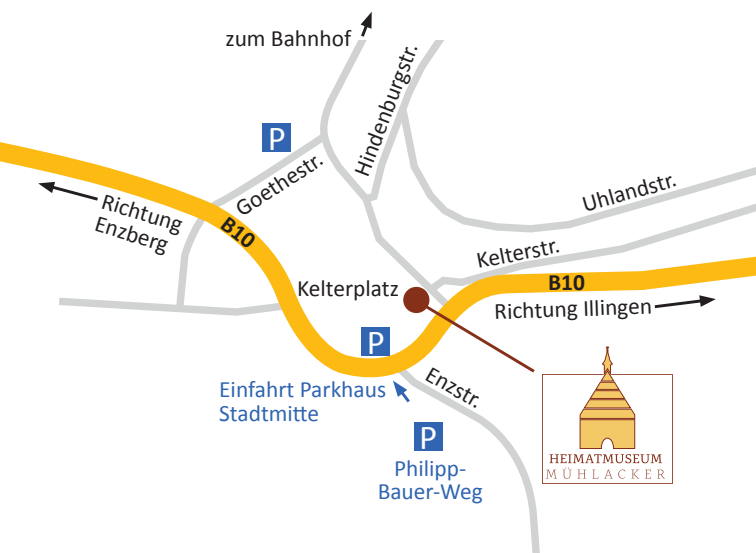 zum Bahnhof
Hindenburgstr.
P
Goethestr.
Uhlandstr.
Richtung
Enzberg
B10
Kelterstr.
Kelterplatz
B10
Richtung Illingen
P
Einfahrt Parkhaus
Stadtmitte
Enzstr.
P
Philipp-
Bauer-Weg
HEIMATMUSEUM
MÜHLACKER